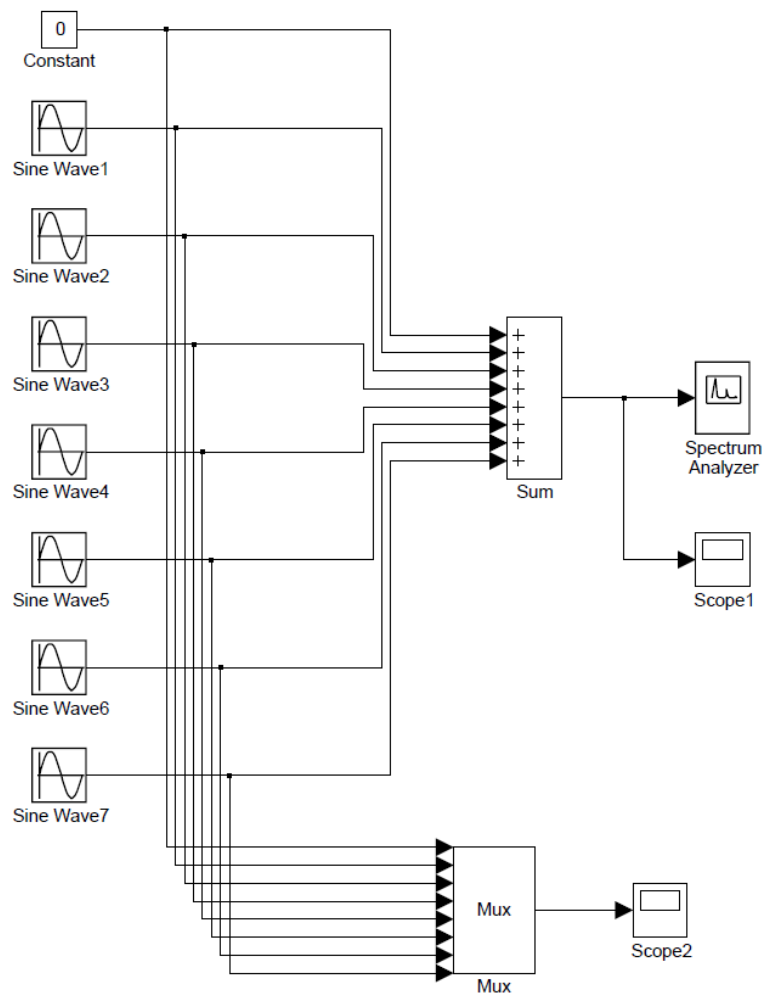 0
Constant
Sine Wave1
Sine Wave2
Sine Wave3
Sine Wave4
Sine Wave5
Sine Wave6
Sine Wave7
+
+
+
+
+
+
+
+
Sum
Spectrum
Analyzer
Scope1
Mux
Mux
Scope2